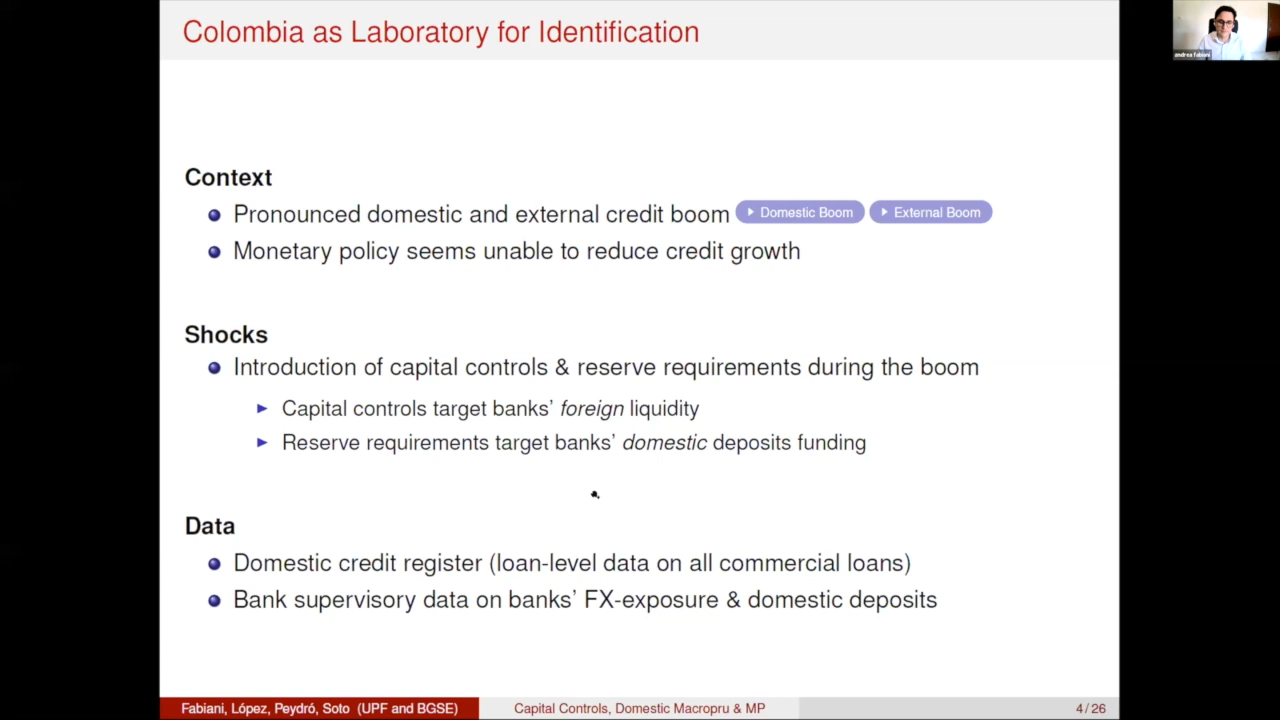 Colombia as Laboratory for Identification
andrea fabiani
Context
Pronounced domestic and external credit boom Domestic Boom External Boom
Monetary policy seems unable to reduce credit growth
Shocks
Introduction of capital controls & reserve requirements during the boom
Capital controls target banks’ foreign liquidity
Reserve requirements target banks’ domestic deposits funding
Data
Domestic credit register (loan-level data on all commercial loans)
Bank supervisory data on banks’ FX-exposure & domestic deposits
Fabiani, López, Peydró, Soto (UPF and BGSE) Capital Controls, Domestic Macropru & MP 4 / 26